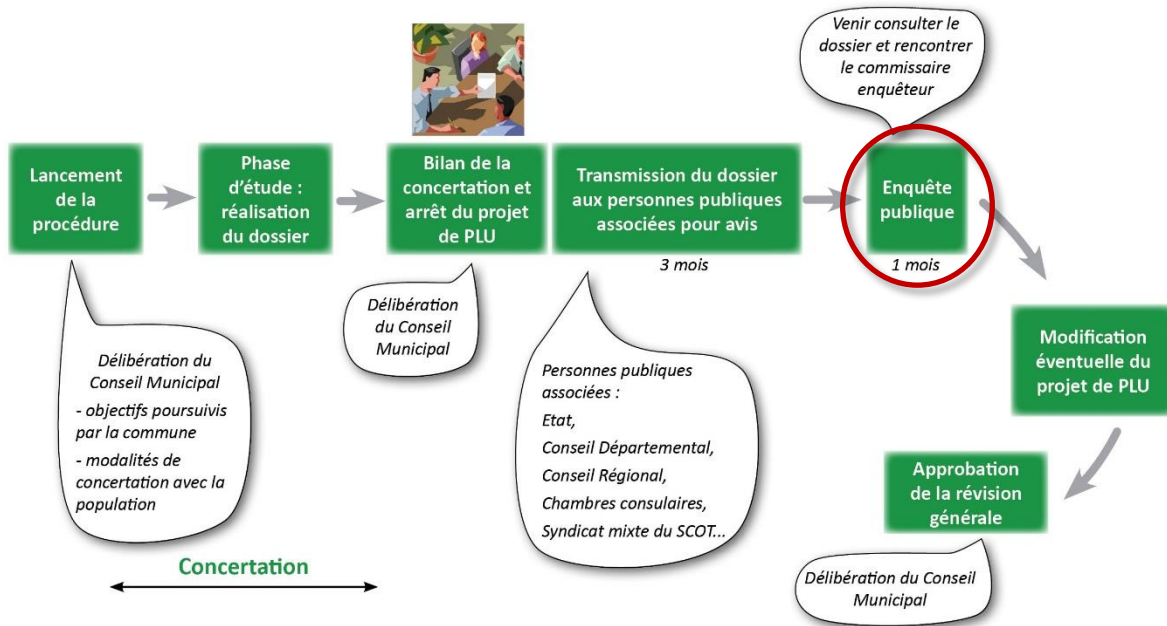 Venir consulter le
dossier et rencontrer
le commissaire
enquêteur
Lancement
de la
procédure
Phase
d'étude :
réalisation
du dossier
Bilan de la
concertation et
arrêt du projet
de PLU
Transmission du dossier
aux personnes publiques
associées pour avis
3 mois
Enquête
publique
1 mois
Délibération du
Conseil Municipal
- objectifs poursuivis
par la commune
- modalités de
concertation avec la
population
Délibération
du Conseil
Municipal
Personnes publiques
associées :
Etat,
Conseil Départemental,
Conseil Régional,
Chambres consulaires,
Syndicat mixte du SCOT...
Modification
éventuelle du
projet de PLU
Approbation
de la révision
générale
Délibération du Conseil
Municipal
Concertation